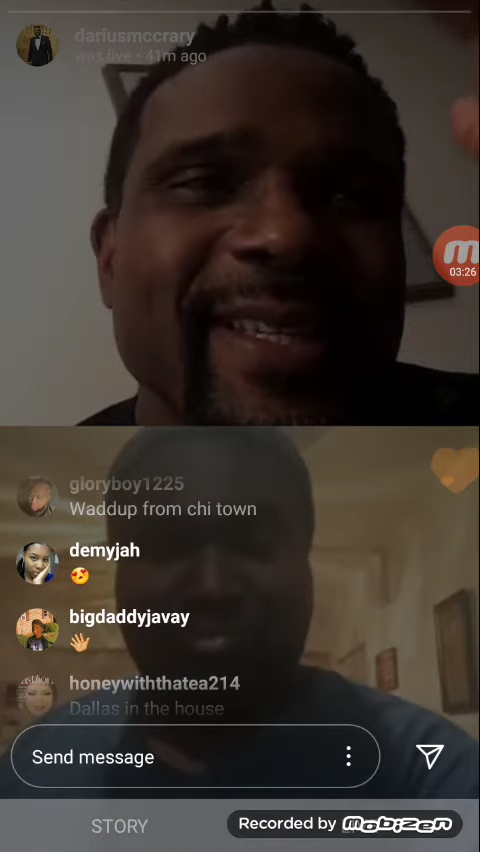 dariusmccrary
was live • 41m ago
m
03:26
gloryboy1225
Waddup from chi town
demyjah
bigdaddyjavay
honeywiththatea214
Dallas in the house
Send message
STORY
Recorded by mobizen